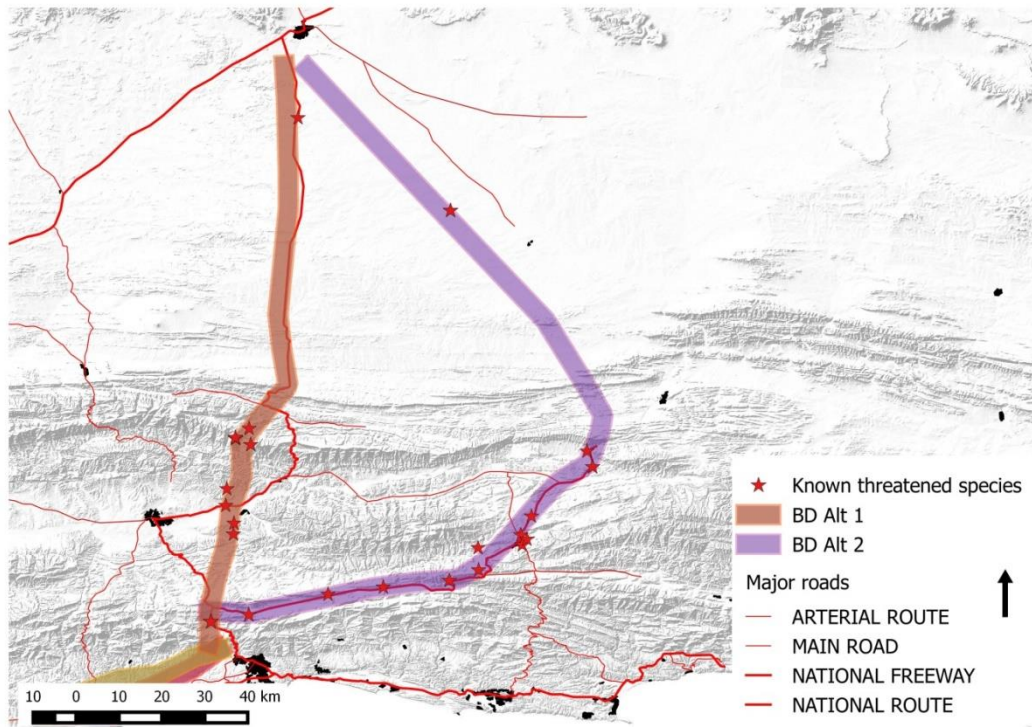 Known threatened species
BD Alt 1
BD Alt 2
Major roads
ARTERIAL ROUTE
MAIN ROAD
NATIONAL FREEWAY
NATIONAL ROUTE
10 0 10 20 30 40 km